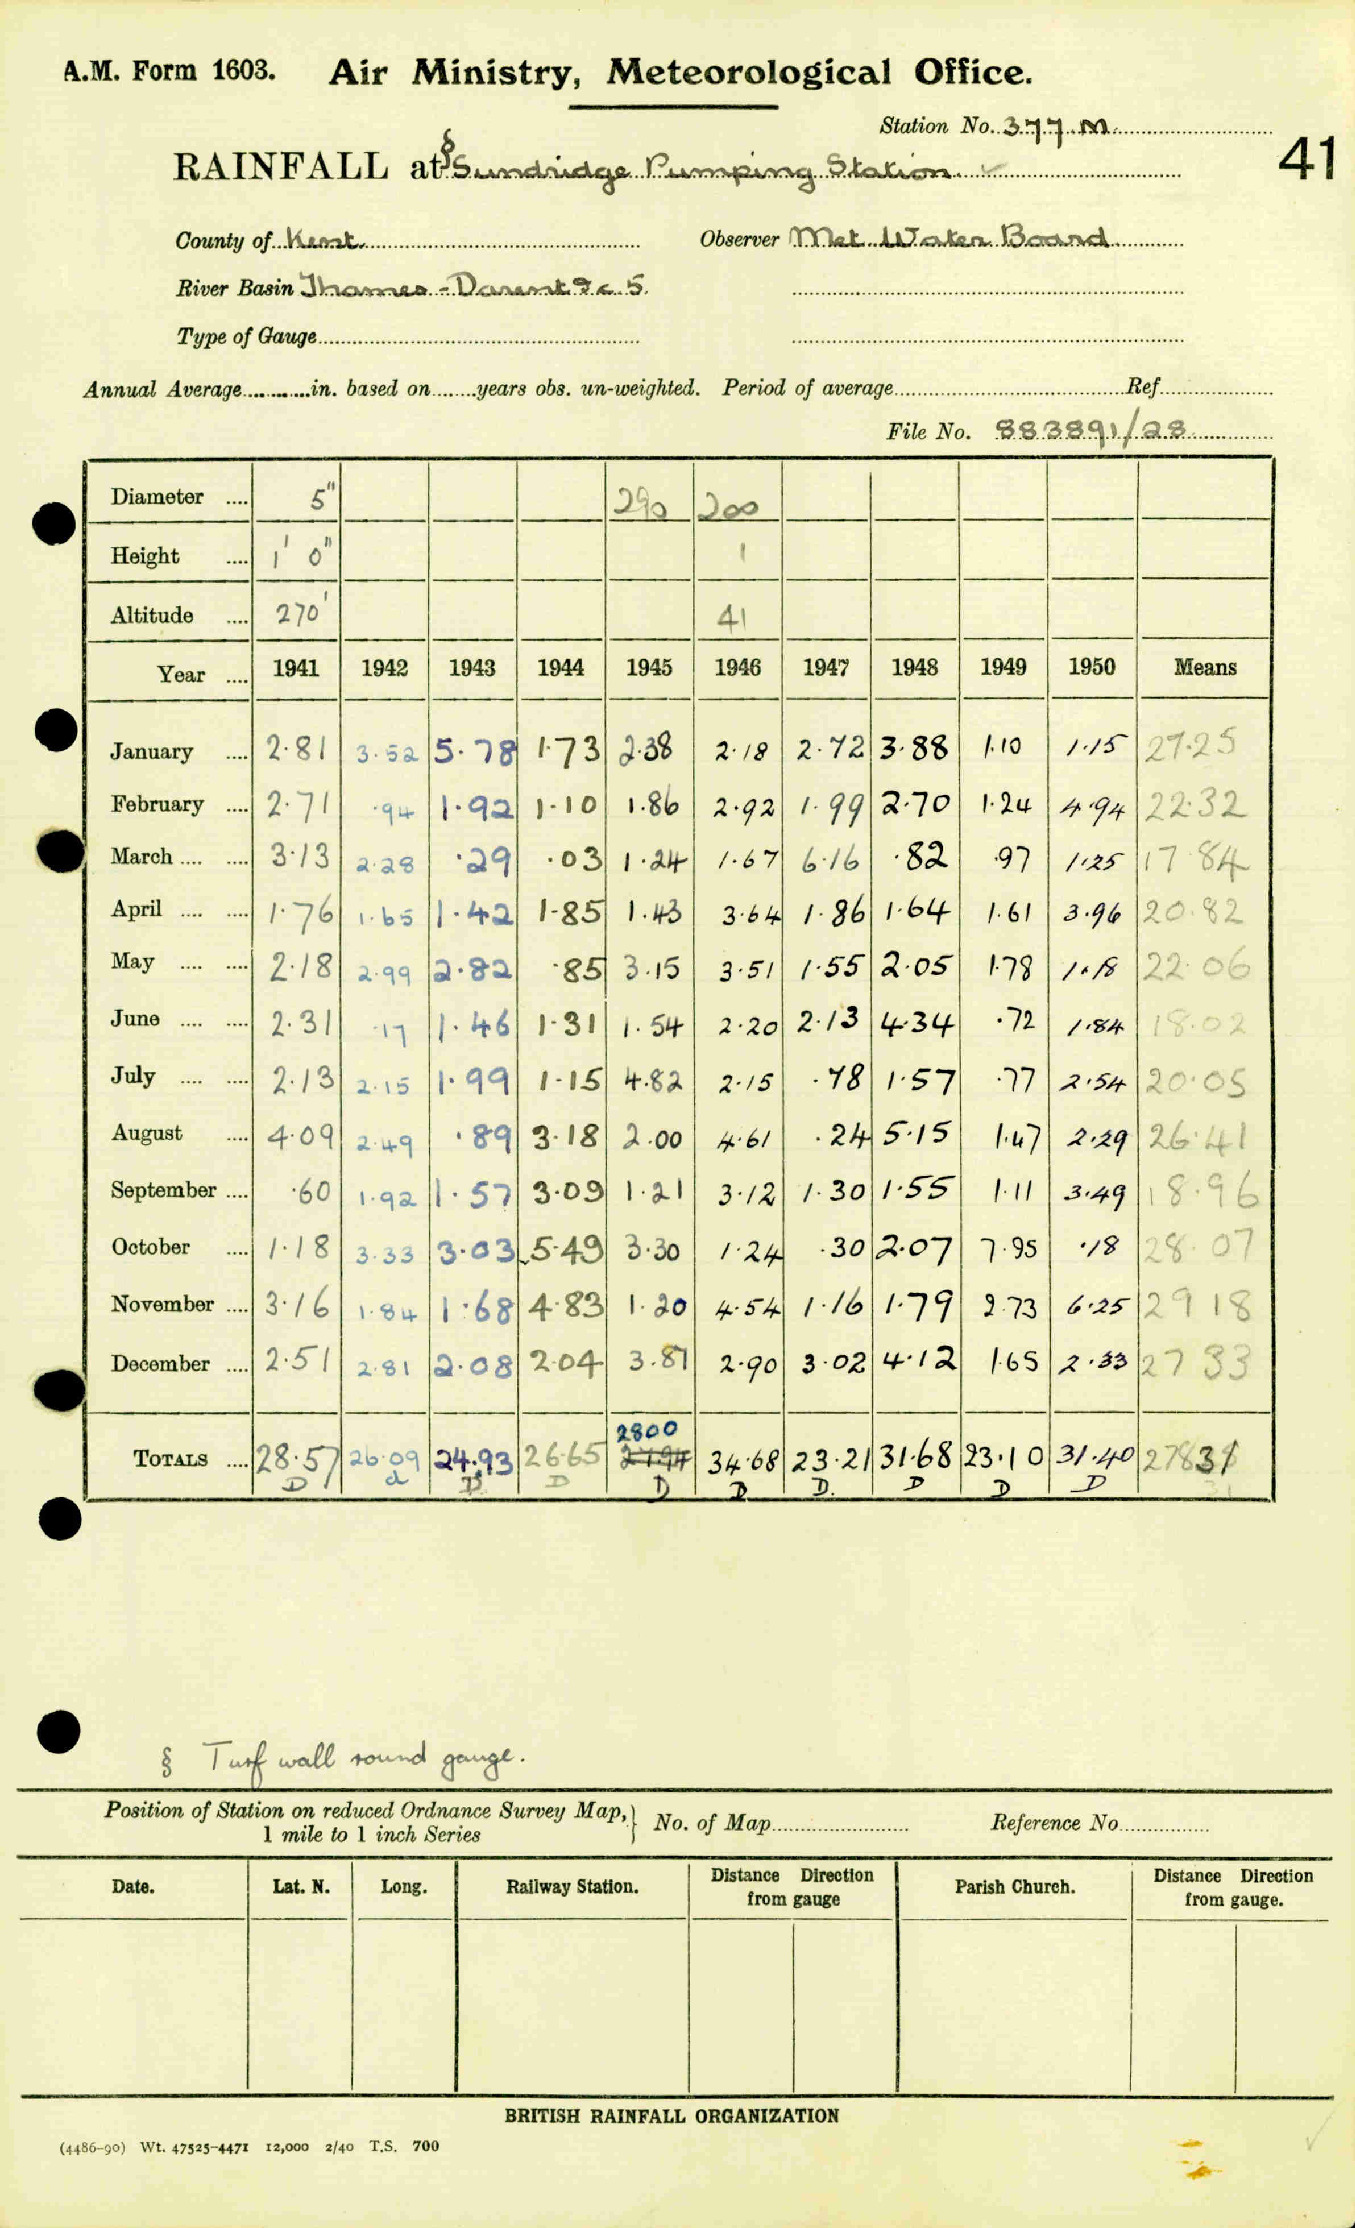 A.M. Form 1603. Air Ministry, Meteorological Office.
Station No. 377.M.
41
RAINFALL at § Sundridge Pumping Station. ✓
County of Kent Observer Met Water Board
River Basin Thames - Darent 9c 5.
Type of Gauge
Annual Average in. based on years obs. un-weighted. Period of average Ref.
File No. 883891/28
Diameter 5" 290 200
Height 1' 0" 1
Altitude 270' 41
Year 1941 1942 1943 1944 1945 1946 1947 1948 1949 1950 Means
January 2.81 3.52 5.78 1.73 2.38 2.18 2.72 3.88 1.10 1.15 27.25
February 2.71 .94 1.92 1.10 1.86 2.92 1.99 2.70 1.24 4.94 22.32
March 3.13 2.28 .29 .03 1.24 1.67 6.16 .82 .97 1.25 17.84
April 1.76 1.65 1.42 1.85 1.43 3.64 1.86 1.64 1.61 3.96 20.82
May 2.18 2.99 2.82 .85 3.15 3.51 1.55 2.05 1.78 1.18 22.06
June 2.31 .17 1.46 1.31 1.54 2.20 2.13 4.34 .72 1.84 18.02
July 2.13 2.15 1.99 1.15 4.82 2.15 .78 1.57 .77 2.54 20.05
August 4.09 2.49 .89 3.18 2.00 4.61 .24 5.15 1.47 2.29 26.41
September .60 1.92 1.57 3.09 1.21 3.12 1.30 1.55 1.11 3.49 18.96
October 1.18 3.33 3.03 5.49 3.30 1.24 .30 2.07 7.95 .18 28.07
November 3.16 1.84 1.68 4.83 1.20 4.54 1.16 1.79 2.73 6.25 29 18
December 2.51 2.81 2.08 2.04 3.87 2.90 3.02 4.12 1.65 2.33 27 33
2800
TOTALS 28.57 26.09 24.93 26.65 27.94 34.68 23.21 31.68 23.10 31.40 278 31
D d D D D D D. D D D 31
§ Turf wall round gauge.
Position of Station on reduced Ordnance Survey Map, } No. of Map Reference No.
1 mile to 1 inch Series
Date. Lat. N. Long. Railway Station. Distance Direction from gauge Parish Church. Distance Direction from gauge.
BRITISH RAINFALL ORGANIZATION
(4486-90) Wt. 47525-4471 12,000 2/40 T.S. 700